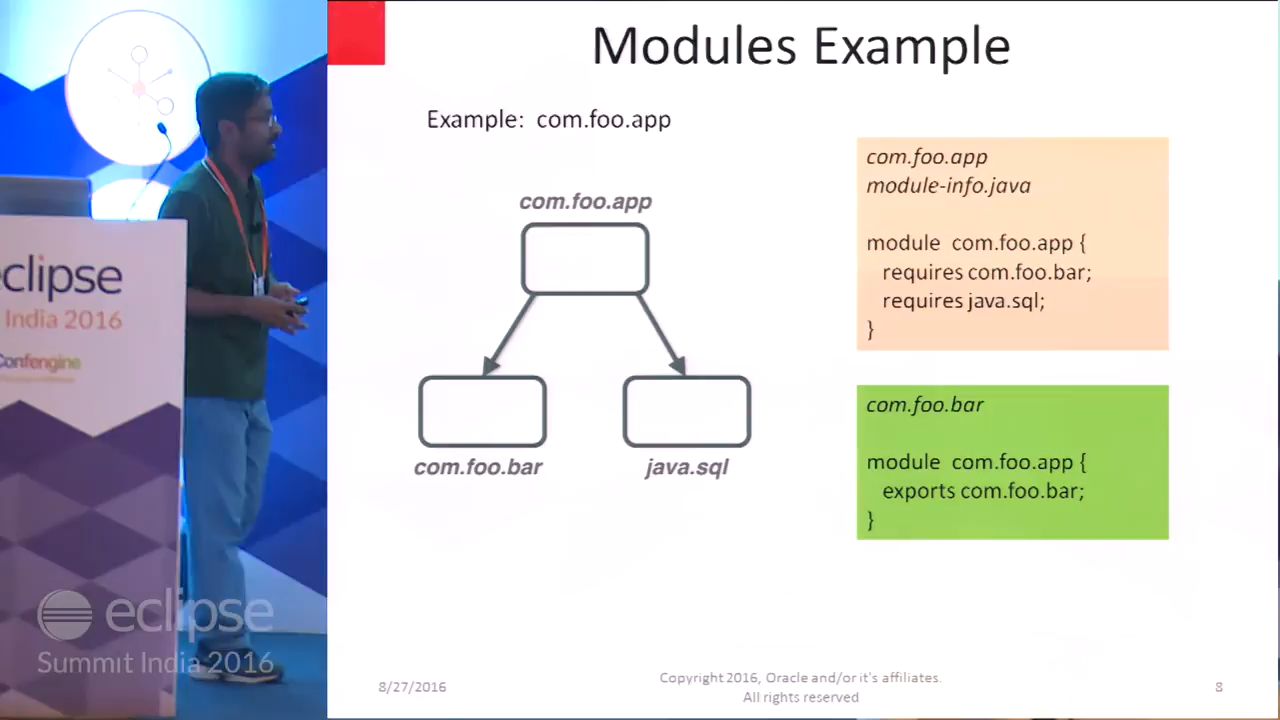 Modules Example
Example: com.foo.app
com.foo.app
com.foo.bar
java.sql
com.foo.app
module-info.java
module com.foo.app {
requires com.foo.bar;
requires java.sql;
}
com.foo.bar
module com.foo.app {
exports com.foo.bar;
}
8/27/2016
Copyright 2016, Oracle and/or it's affiliates.
All rights reserved
8
eclipse
India 2016
Confengine
eclipse
Summit India 2016